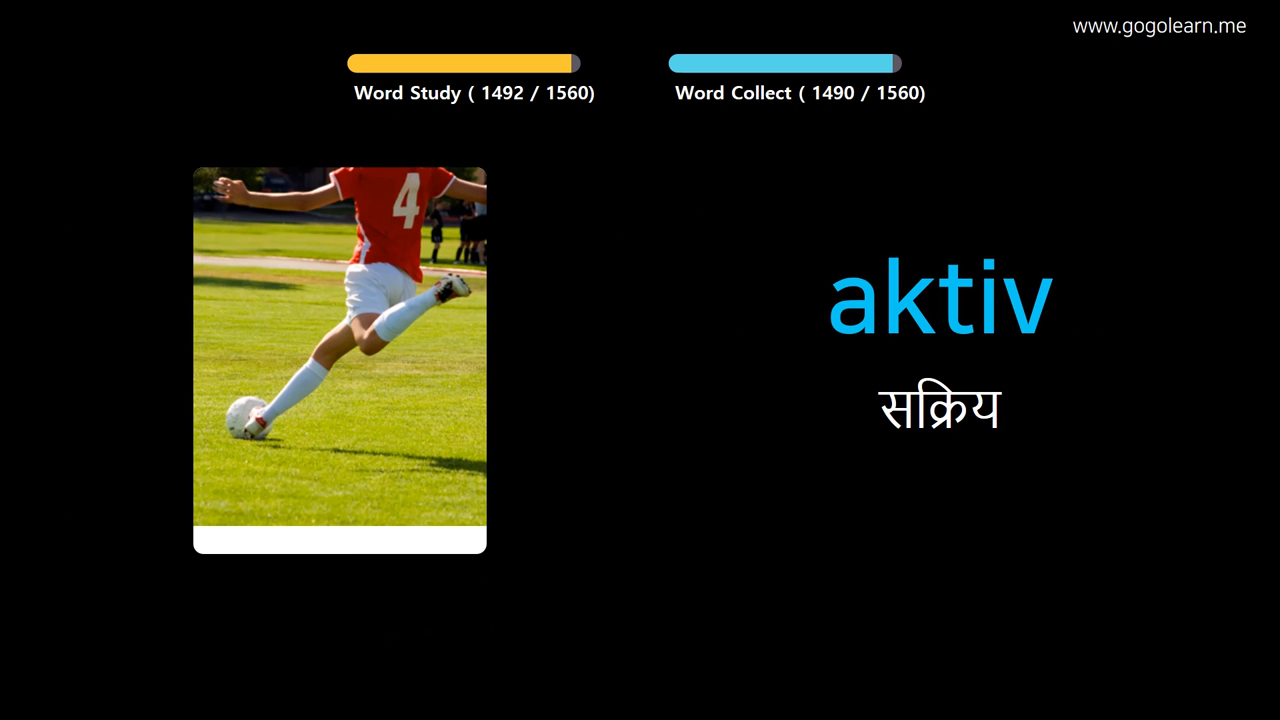 www.gogolearn.me
Word Study ( 1492 / 1560)
Word Collect ( 1490 / 1560)
4
aktiv
सक्रिय